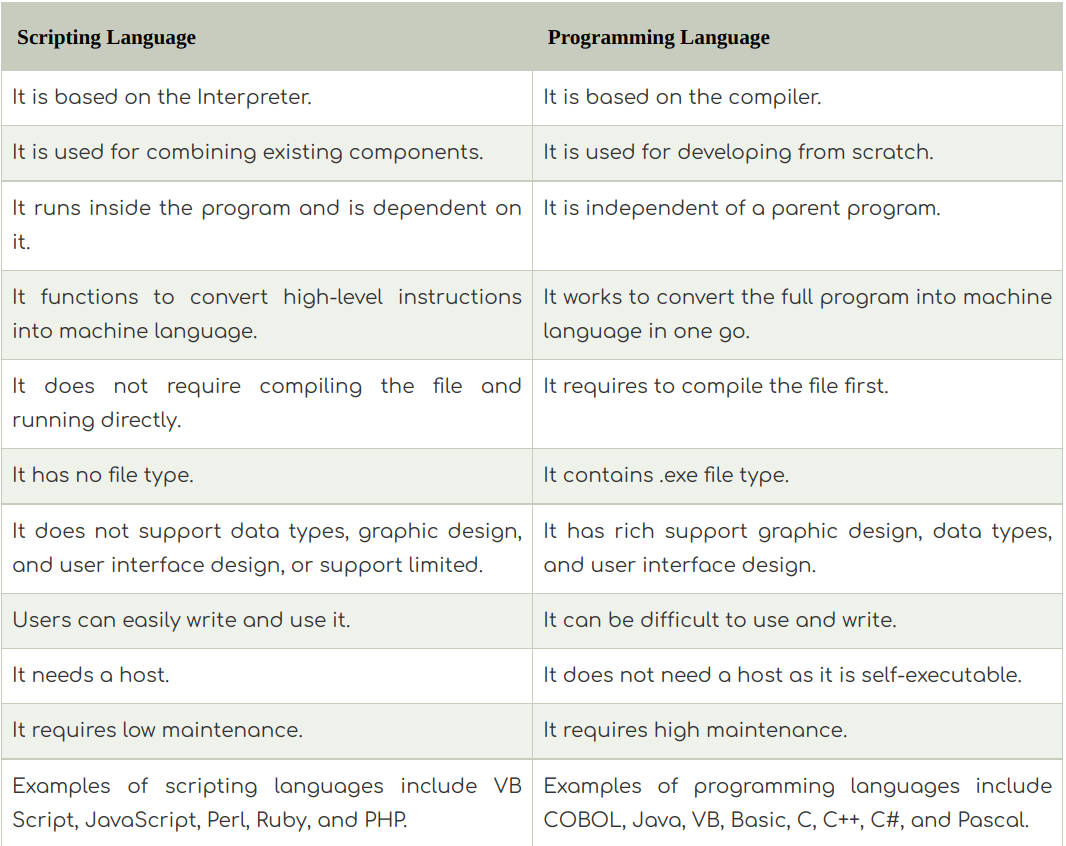 Scripting Language
Programming Language
It is based on the Interpreter.
It is based on the compiler.
It is used for combining existing components.
It is used for developing from scratch.
It runs inside the program and is dependent on
it.
It is independent of a parent program.
It functions to convert high-level instructions
into machine language.
It works to convert the full program into machine
language in one go.
It does not require compiling the file and
running directly.
It requires to compile the file first.
It has no file type.
It contains .exe file type.
It does not support data types, graphic design,
and user interface design, or support limited.
It has rich support graphic design, data types,
and user interface design.
Users can easily write and use it.
It can be difficult to use and write.
It needs a host.
It does not need a host as it is self-executable.
It requires low maintenance.
It requires high maintenance.
Examples of scripting languages include VB
Script, JavaScript, Perl, Ruby, and PHP.
Examples of programming languages include
COBOL, Java, VB, Basic, C, C++, C#, and Pascal.